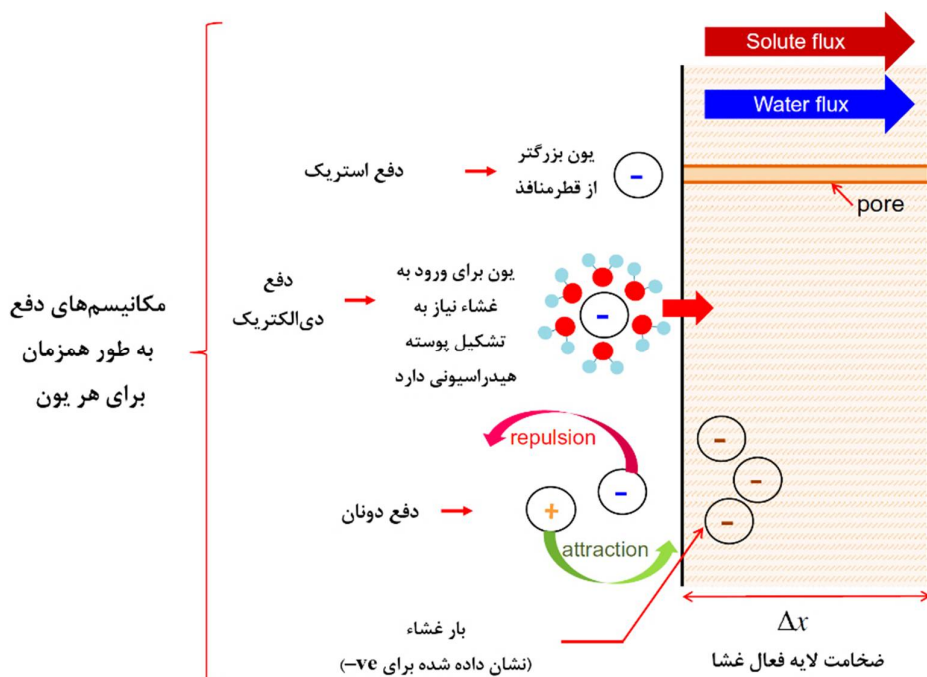 Solute flux
Water flux
دفع استریک
یون بزرگتر
از قطرمنافذ
-
pore
دفع
دی‌الکتریک
یون برای ورود به
غشاء نیاز به
تشکیل پوسته
هیدراسیونی دارد
-
مکانیسم‌های دفع
به طور همزمان
برای هر یون
repulsion
-
دفع دونان
+
attraction
-
-
-
بار غشاء
(نشان داده شده برای –ve)
Δx
ضخامت لایه فعال غشا